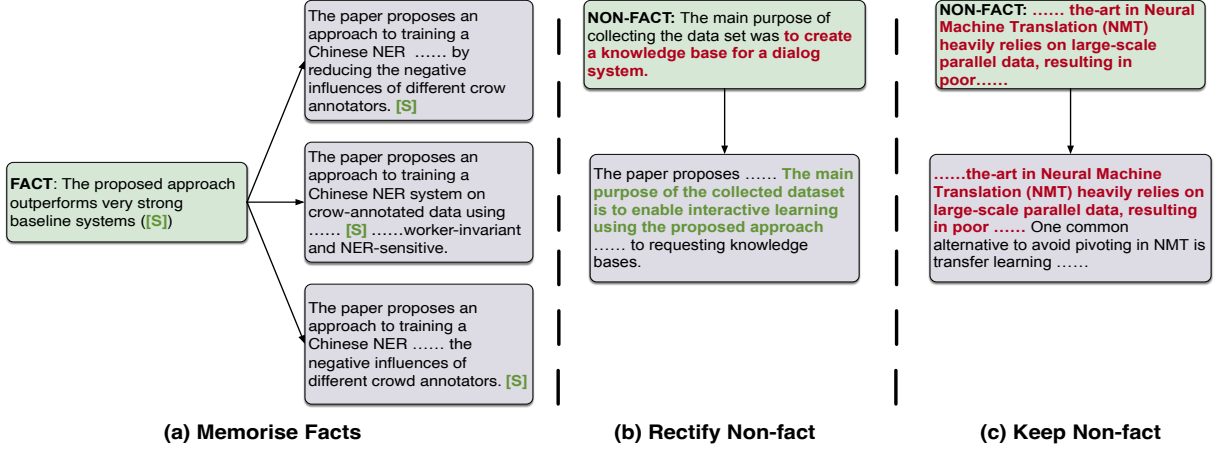 The paper proposes an
approach to training a
Chinese NER …… by
reducing the negative
influences of different crow
annotators. [S]
FACT: The proposed approach
outperforms very strong
baseline systems ([S])
The paper proposes an
approach to training a
Chinese NER system on
crow-annotated data using
…… [S] ……worker-invariant
and NER-sensitive.
The paper proposes an
approach to training a
Chinese NER …… the
negative influences of
different crowd annotators. [S]
(a) Memorise Facts
NON-FACT: The main purpose of
collecting the data set was to create
a knowledge base for a dialog
system.
The paper proposes …… The main
purpose of the collected dataset
is to enable interactive learning
using the proposed approach
…… to requesting knowledge
bases.
(b) Rectify Non-fact
NON-FACT: …… the-art in Neural
Machine Translation (NMT)
heavily relies on large-scale
parallel data, resulting in
poor……
……the-art in Neural Machine
Translation (NMT) heavily relies on
large-scale parallel data, resulting
in poor …… One common
alternative to avoid pivoting in NMT is
transfer learning ……
(c) Keep Non-fact